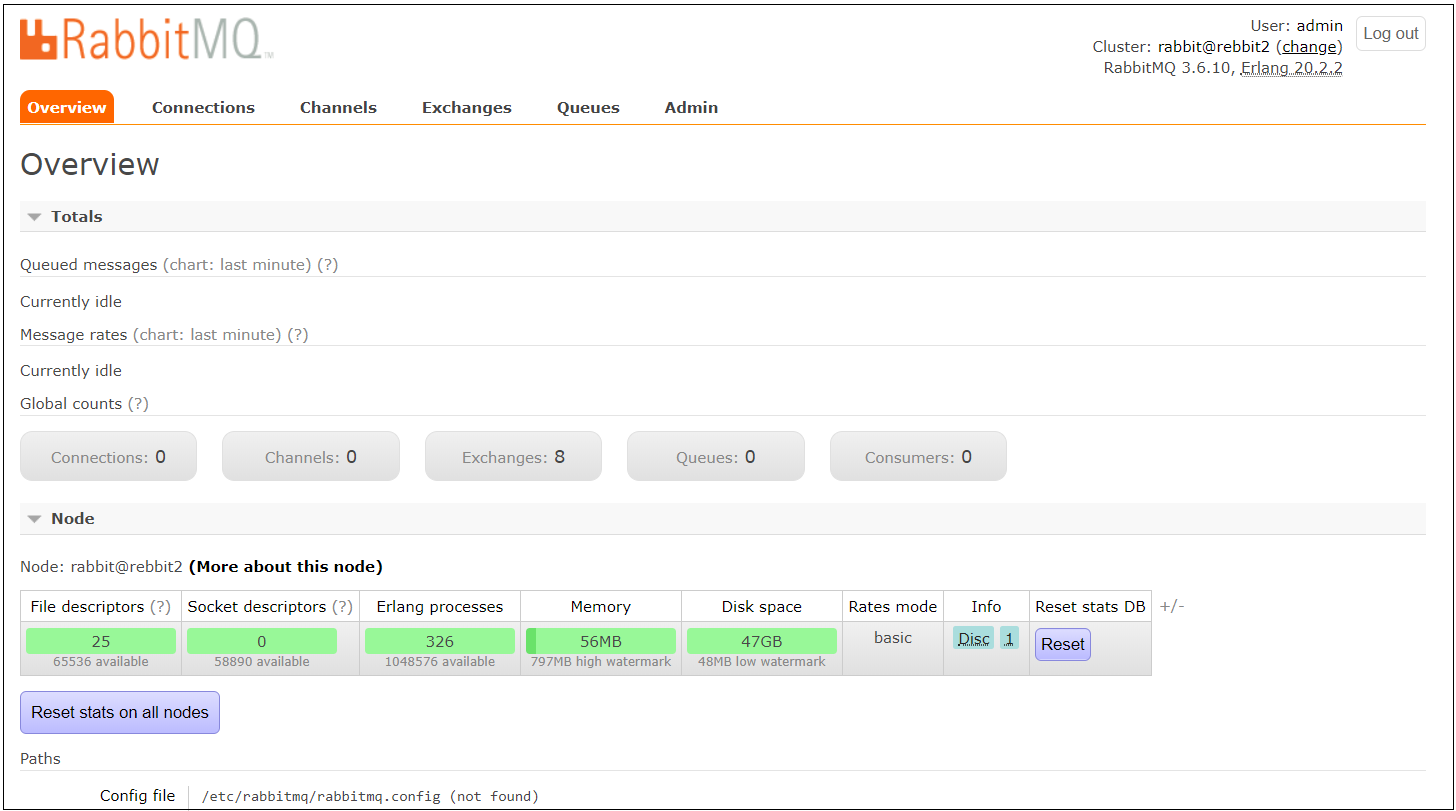 RabbitMQ™
User: admin
Cluster: rabbit@rebbit2 (change)
RabbitMQ 3.6.10, Erlang 20.2.2
Log out
Overview Connections Channels Exchanges Queues Admin
Overview
Totals
Queued messages (chart: last minute) (?)
Currently idle
Message rates (chart: last minute) (?)
Currently idle
Global counts (?)
Connections: 0 Channels: 0 Exchanges: 8 Queues: 0 Consumers: 0
Node
Node: rabbit@rebbit2 (More about this node)
File descriptors (?) Socket descriptors (?) Erlang processes Memory Disk space Rates mode Info Reset stats DB +/-
25 0 326 56MB 47GB basic Disc 1 Reset
65536 available 58890 available 1048576 available 797MB high watermark 48MB low watermark
Reset stats on all nodes
Paths
Config file /etc/rabbitmq/rabbitmq.config (not found)